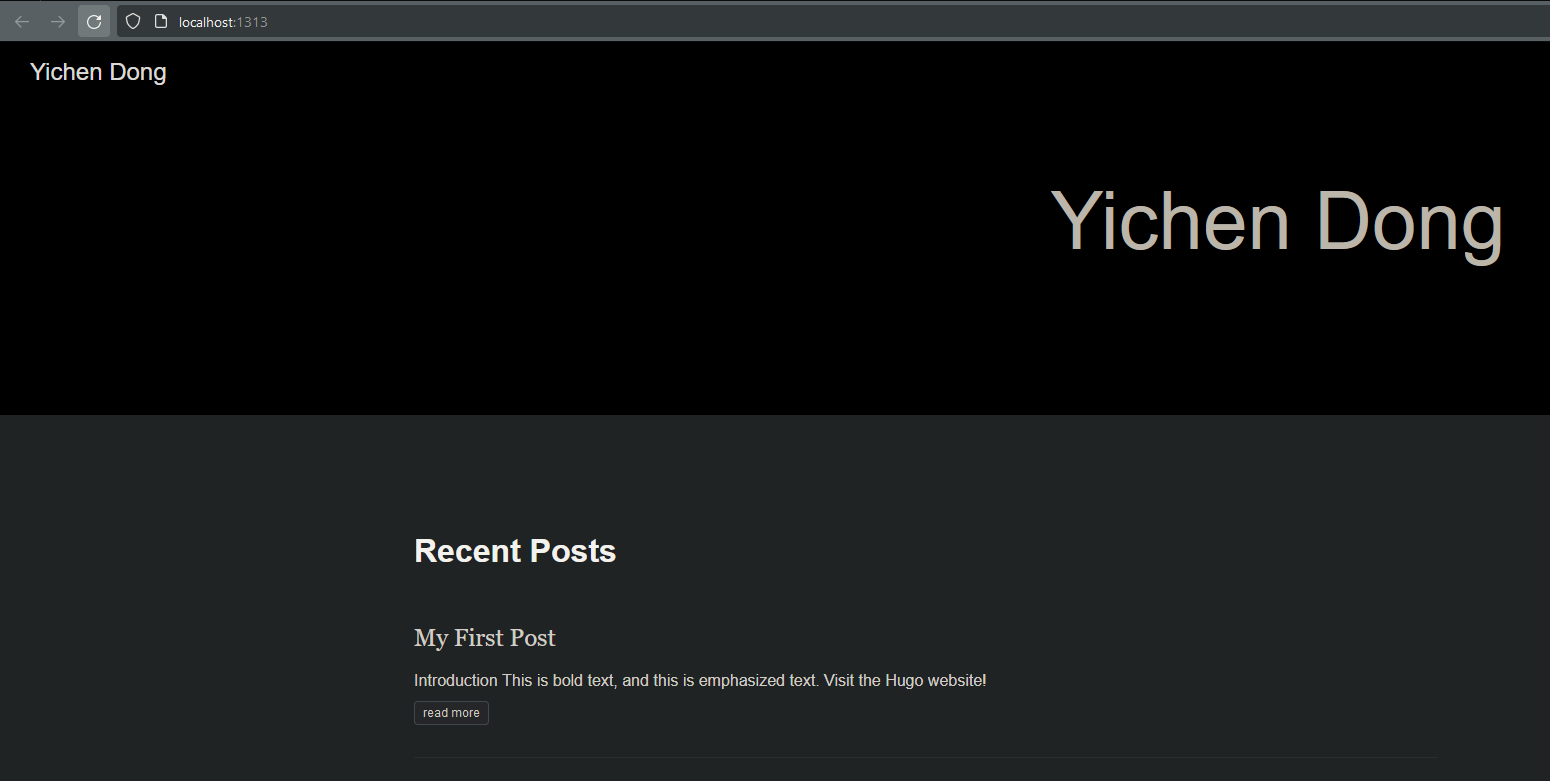 localhost:1313
Yichen Dong
Yichen Dong
Recent Posts
My First Post
Introduction This is bold text, and this is emphasized text. Visit the Hugo website!
read more